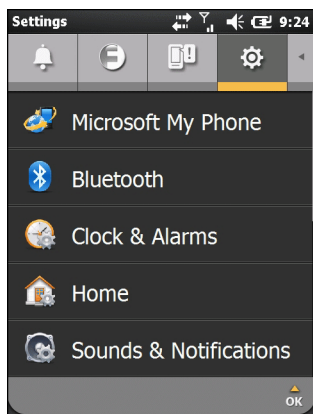 Settings 9:24
Microsoft My Phone
Bluetooth
Clock & Alarms
Home
Sounds & Notifications
OK